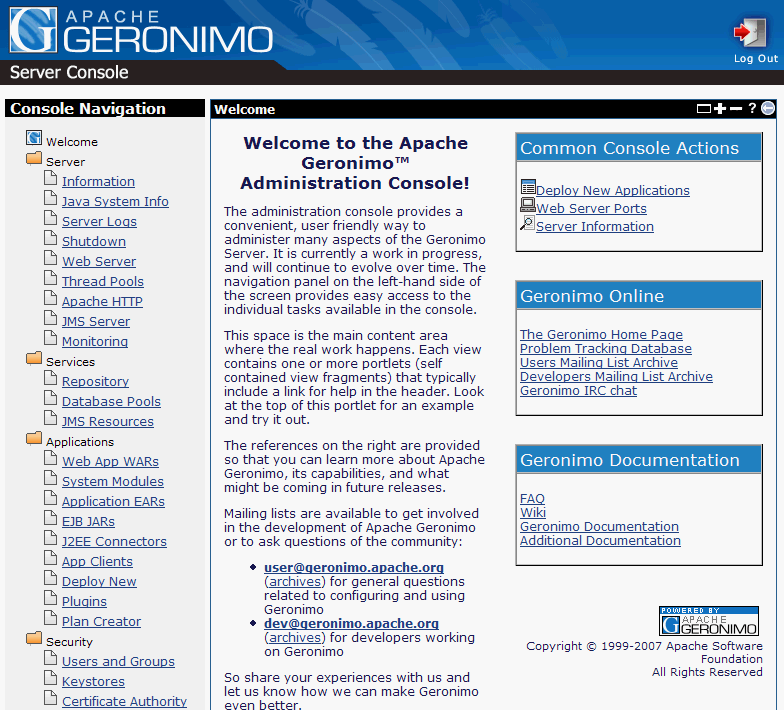 APACHE
GERONIMO
Server Console
Log Out
Console Navigation
Welcome
Server
Information
Java System Info
Server Logs
Shutdown
Web Server
Thread Pools
Apache HTTP
JMS Server
Monitoring
Services
Repository
Database Pools
JMS Resources
Applications
Web App WARs
System Modules
Application EARs
EJB JARs
J2EE Connectors
App Clients
Deploy New
Plugins
Plan Creator
Security
Users and Groups
Keystores
Certificate Authority
Welcome
?
Welcome to the Apache
Geronimo™
Administration Console!
The administration console provides a
convenient, user friendly way to
administer many aspects of the Geronimo
Server. It is currently a work in progress,
and will continue to evolve over time. The
navigation panel on the left-hand side of
the screen provides easy access to the
individual tasks available in the console.
This space is the main content area
where the real work happens. Each view
contains one or more portlets (self
contained view fragments) that typically
include a link for help in the header. Look
at the top of this portlet for an example
and try it out.
The references on the right are provided
so that you can learn more about Apache
Geronimo, its capabilities, and what
might be coming in future releases.
Mailing lists are available to get involved
in the development of Apache Geronimo
or to ask questions of the community:
• user@geronimo.apache.org
(archives) for general questions
related to configuring and using
Geronimo
• dev@geronimo.apache.org
(archives) for developers working
on Geronimo
So share your experiences with us and
let us know how we can make Geronimo
even better.
Common Console Actions
Deploy New Applications
Web Server Ports
Server Information
Geronimo Online
The Geronimo Home Page
Problem Tracking Database
Users Mailing List Archive
Developers Mailing List Archive
Geronimo IRC chat
Geronimo Documentation
FAQ
Wiki
Geronimo Documentation
Additional Documentation
POWERED BY
APACHE
GERONIMO
Copyright © 1999-2007 Apache Software
Foundation
All Rights Reserved